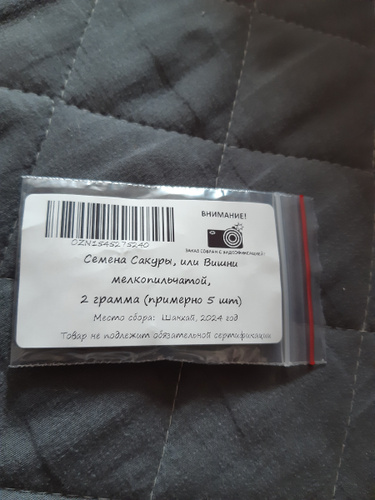 ВНИМАНИЕ!
ЗАКАЗ СОБРАН С ВИДЕОФИКСАЦИЕЙ!
OZN1545275240
Семена Сакуры, или Вишни
мелкопильчатой,
2 грамма (примерно 5 шт)
Место сбора: Шанхай, 2024 год
Товар не подлежит обязательной сертификации